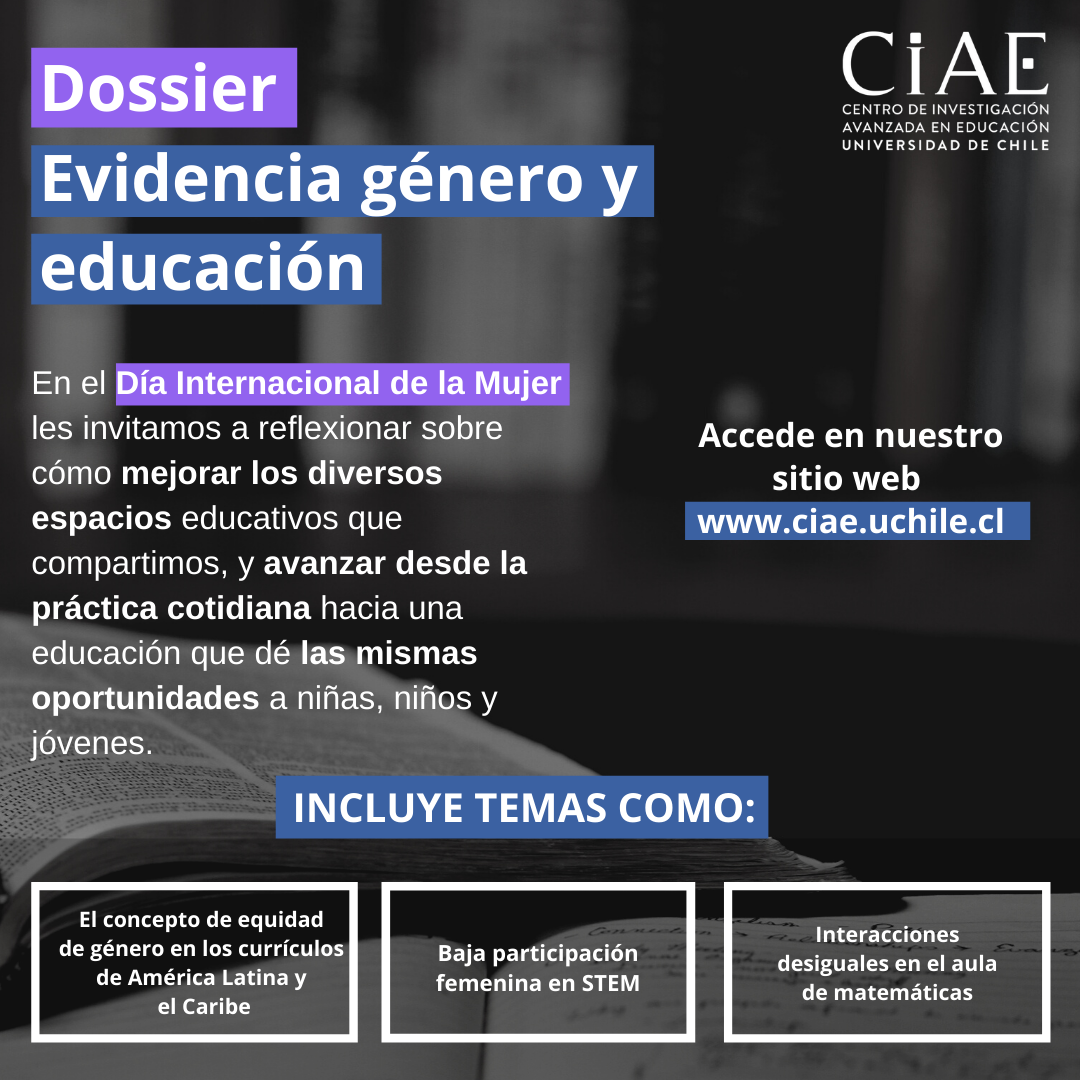 Dossier
Evidencia género y
educación
CiAE
CENTRO DE INVESTIGACIÓN
AVANZADA EN EDUCACIÓN
UNIVERSIDAD DE CHILE
En el Día Internacional de la Mujer
les invitamos a reflexionar sobre
cómo mejorar los diversos
espacios educativos que
compartimos, y avanzar desde la
práctica cotidiana hacia una
educación que dé las mismas
oportunidades a niñas, niños y
jóvenes.
Accede en nuestro
sitio web
www.ciae.uchile.cl
INCLUYE TEMAS COMO:
El concepto de equidad
de género en los currículos
de América Latina y
el Caribe
Baja participación
femenina en STEM
Interacciones
desiguales en el aula
de matemáticas